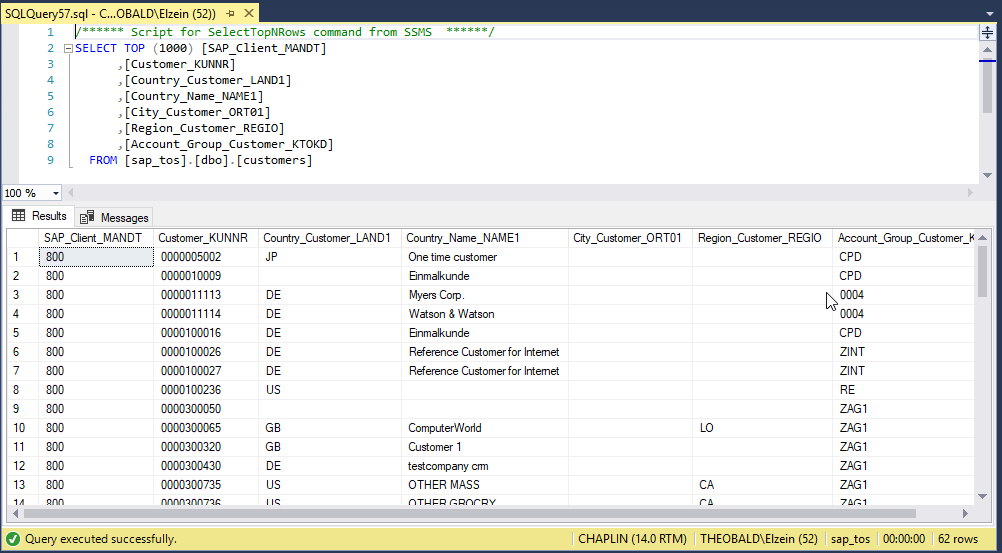 SQLQuery57.sql - C...OBALD\Elzein (52))
1 /****** Script for SelectTopNRows command from SSMS ******/
2 SELECT TOP (1000) [SAP_Client_MANDT]
3 ,[Customer_KUNNR]
4 ,[Country_Customer_LAND1]
5 ,[Country_Name_NAME1]
6 ,[City_Customer_ORT01]
7 ,[Region_Customer_REGIO]
8 ,[Account_Group_Customer_KTOKD]
9 FROM [sap_tos].[dbo].[customers]
100 %
Results Messages
SAP_Client_MANDT Customer_KUNNR Country_Customer_LAND1 Country_Name_NAME1 City_Customer_ORT01 Region_Customer_REGIO Account_Group_Customer_K
1 800 0000005002 JP One time customer CPD
2 800 0000010009 Einmalkunde CPD
3 800 0000011113 DE Myers Corp. 0004
4 800 0000011114 DE Watson & Watson 0004
5 800 0000100016 DE Einmalkunde CPD
6 800 0000100026 DE Reference Customer for Internet ZINT
7 800 0000100027 DE Reference Customer for Internet ZINT
8 800 0000100236 US RE
9 800 0000300050 ZAG1
10 800 0000300065 GB ComputerWorld LO ZAG1
11 800 0000300320 GB Customer 1 ZAG1
12 800 0000300430 DE testcompany crm ZAG1
13 800 0000300735 US OTHER MASS CA ZAG1
14 800 0000300736 US OTHER GROCRY CA ZAG1
Query executed successfully. CHAPLIN (14.0 RTM) THEOBALD\Elzein (52) sap_tos 00:00:00 62 rows